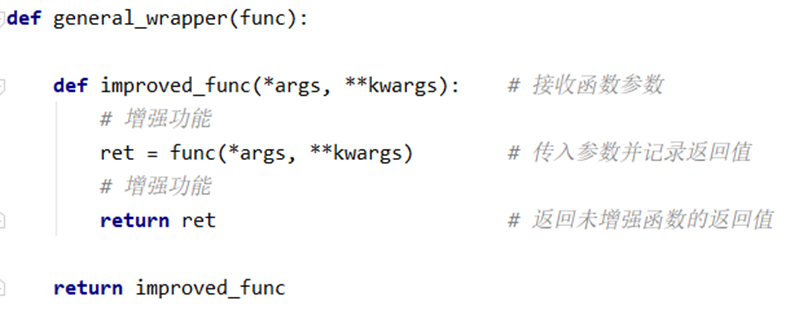 def general_wrapper(func):
def improved_func(*args, **kwargs): # 接收函数参数
# 增强功能
ret = func(*args, **kwargs) # 传入参数并记录返回值
# 增强功能
return ret # 返回未增强函数的返回值
return improved_func